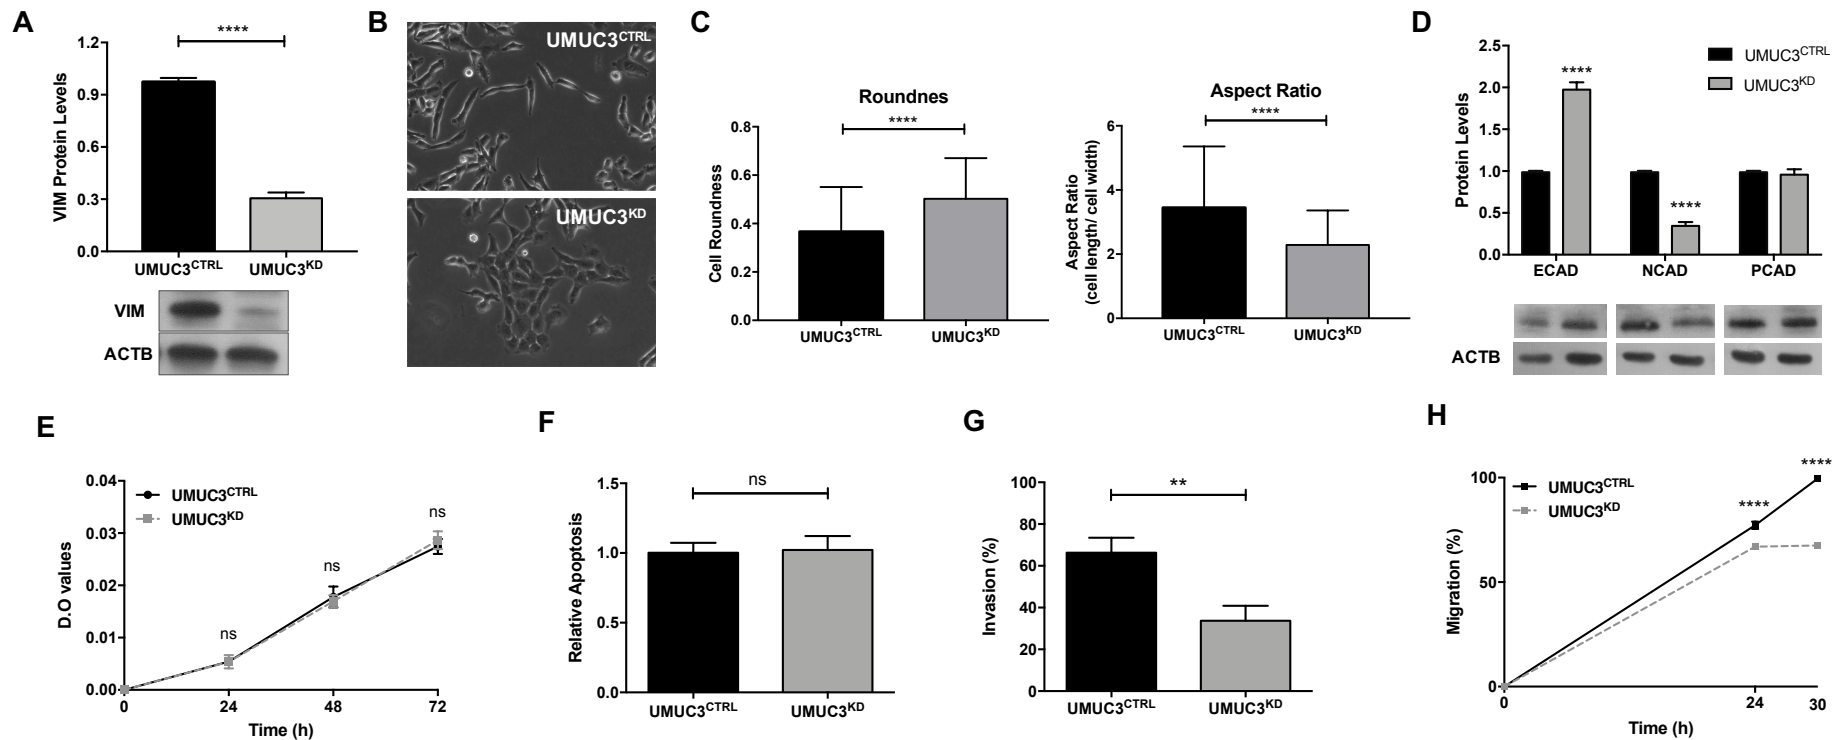 A
****
1.2
0.9
0.6
0.3
0.0
VIM Protein Levels
UMUC3CTRL
UMUC3KD
VIM
ACTB
B
UMUC3CTRL
UMUC3KD
C
Roundnes
****
0.8
0.6
0.4
0.2
0.0
Cell Roundness
UMUC3CTRL
UMUC3KD
Aspect Ratio
****
6
4
2
0
Aspect Ratio
(cell length/ cell width)
UMUC3CTRL
UMUC3KD
D
2.5
2.0
1.5
1.0
0.5
0.0
Protein Levels
****
****
UMUC3CTRL
UMUC3KD
ECAD
NCAD
PCAD
ACTB
E
0.04
0.03
0.02
0.01
0.00
D.O values
UMUC3CTRL
UMUC3KD
ns
ns
ns
0
24
48
72
Time (h)
F
1.5
1.0
0.5
0.0
Relative Apoptosis
ns
UMUC3CTRL
UMUC3KD
G
100
80
60
40
20
0
Invasion (%)
**
UMUC3CTRL
UMUC3KD
H
100
50
0
Migration (%)
UMUC3CTRL
UMUC3KD
****
****
0
24
30
Time (h)